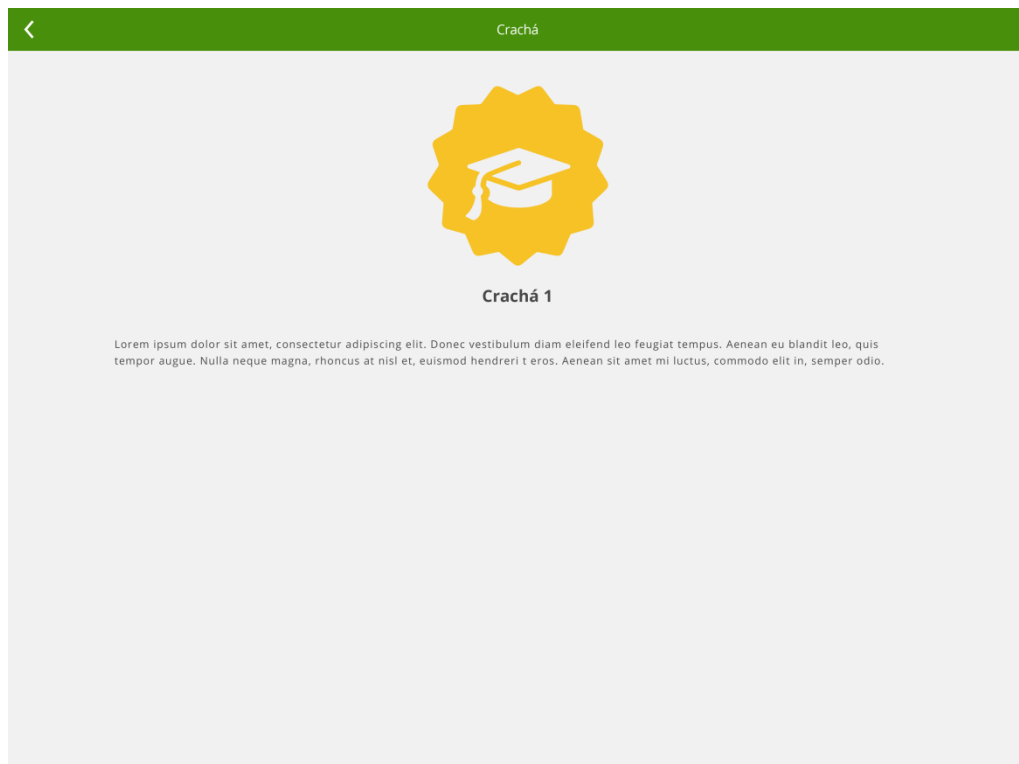 Crachá
Crachá 1
Lorem ipsum dolor sit amet, consectetur adipiscing elit. Donec vestibulum diam eleifend leo feugiat tempus. Aenean eu blandit leo, quis
tempor augue. Nulla neque magna, rhoncus at nisl et, euismod hendreri t eros. Aenean sit amet mi luctus, commodo elit in, semper odio.